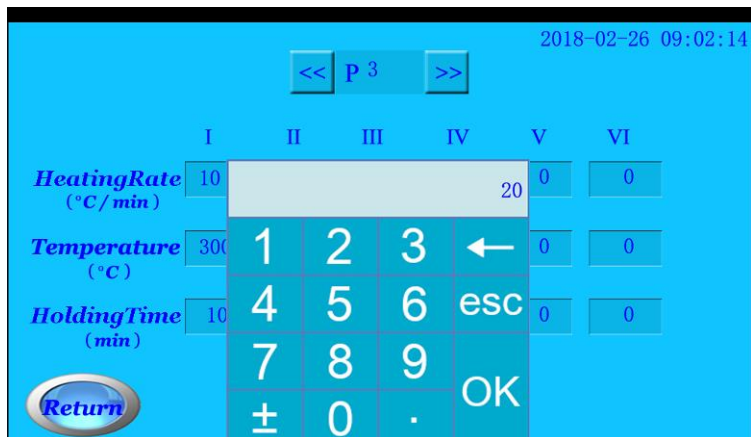 2018-02-26 09:02:14
<< P 3 >>
I II III IV V VI
HeatingRate 10 0 0
(°C/min)
20
Temperature 300 0 0
(°C)
HoldingTime 10 0 0
(min)
1 2 3 ←
4 5 6 esc
7 8 9 OK
± 0 .
Return